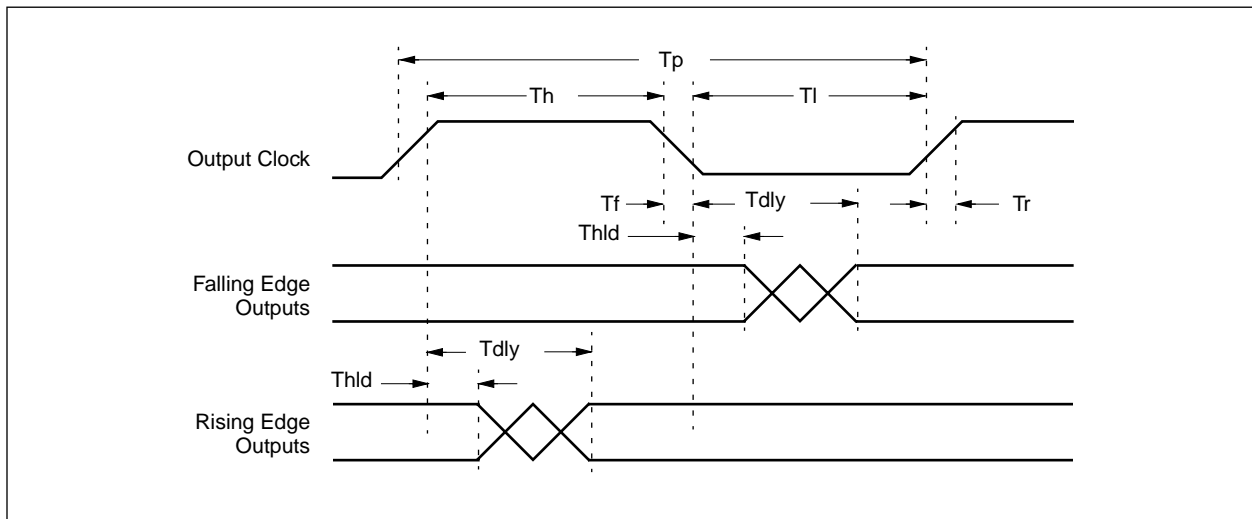 Tp
Th
Tl
Output Clock
Tf
Tdly
Tr
Thld
Falling Edge
Outputs
Tdly
Thld
Rising Edge
Outputs